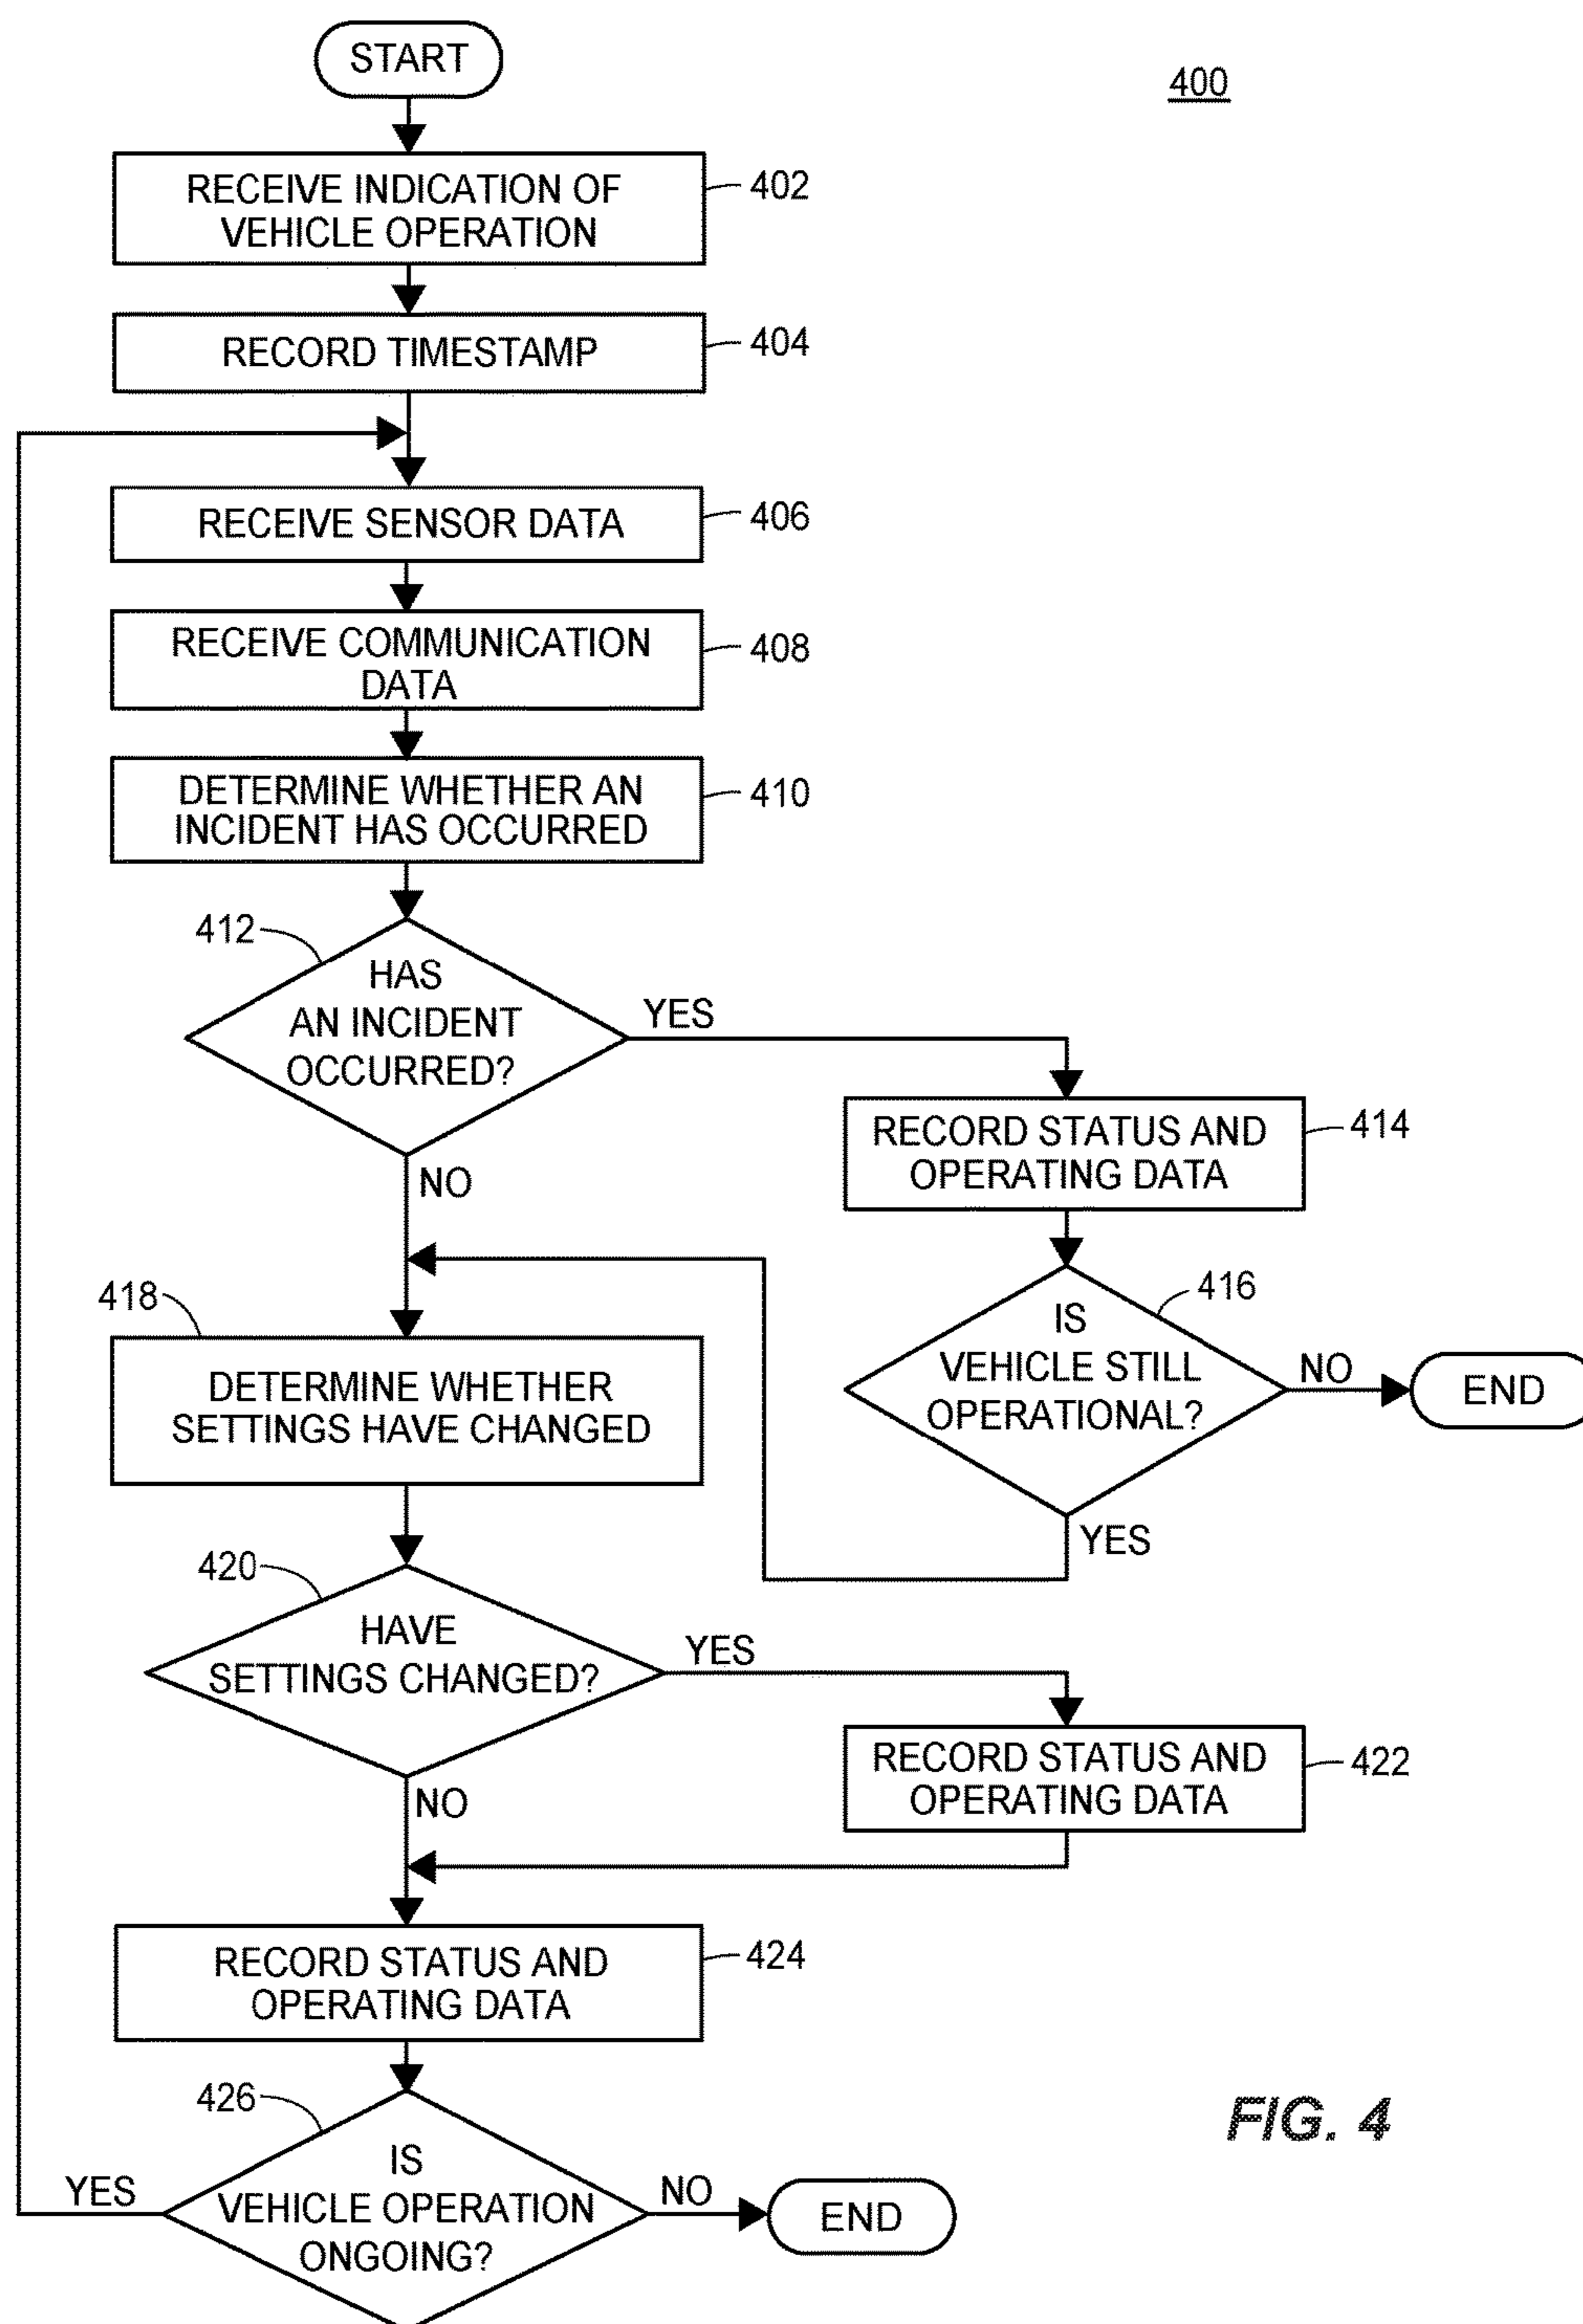 START
400
RECEIVE INDICATION OF
VEHICLE OPERATION
402
RECORD TIMESTAMP
404
RECEIVE SENSOR DATA
406
RECEIVE COMMUNICATION
DATA
408
DETERMINE WHETHER AN
INCIDENT HAS OCCURRED
410
412
HAS
AN INCIDENT
OCCURRED?
YES
NO
RECORD STATUS AND
OPERATING DATA
414
416
IS
VEHICLE STILL
OPERATIONAL?
NO
END
YES
418
DETERMINE WHETHER
SETTINGS HAVE CHANGED
420
HAVE
SETTINGS CHANGED?
YES
NO
RECORD STATUS AND
OPERATING DATA
422
RECORD STATUS AND
OPERATING DATA
424
426
IS
VEHICLE OPERATION
ONGOING?
YES
NO
END
FIG. 4